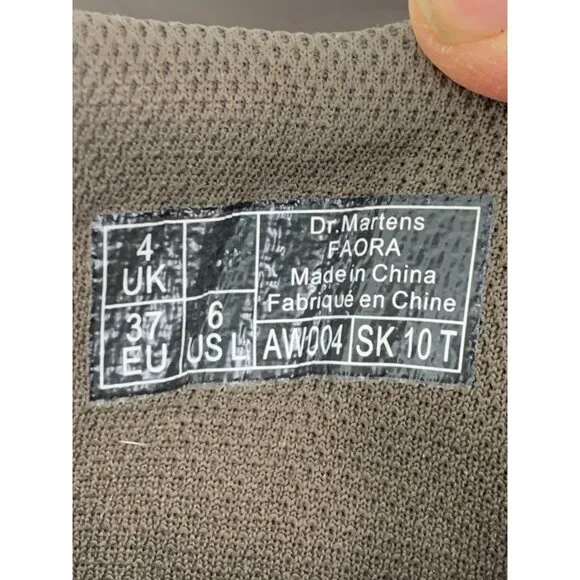 4
UK
37
EU
6
US L
Dr.Martens
FAORA
Made in China
Fabriqué en Chine
AW004
SK 10 T